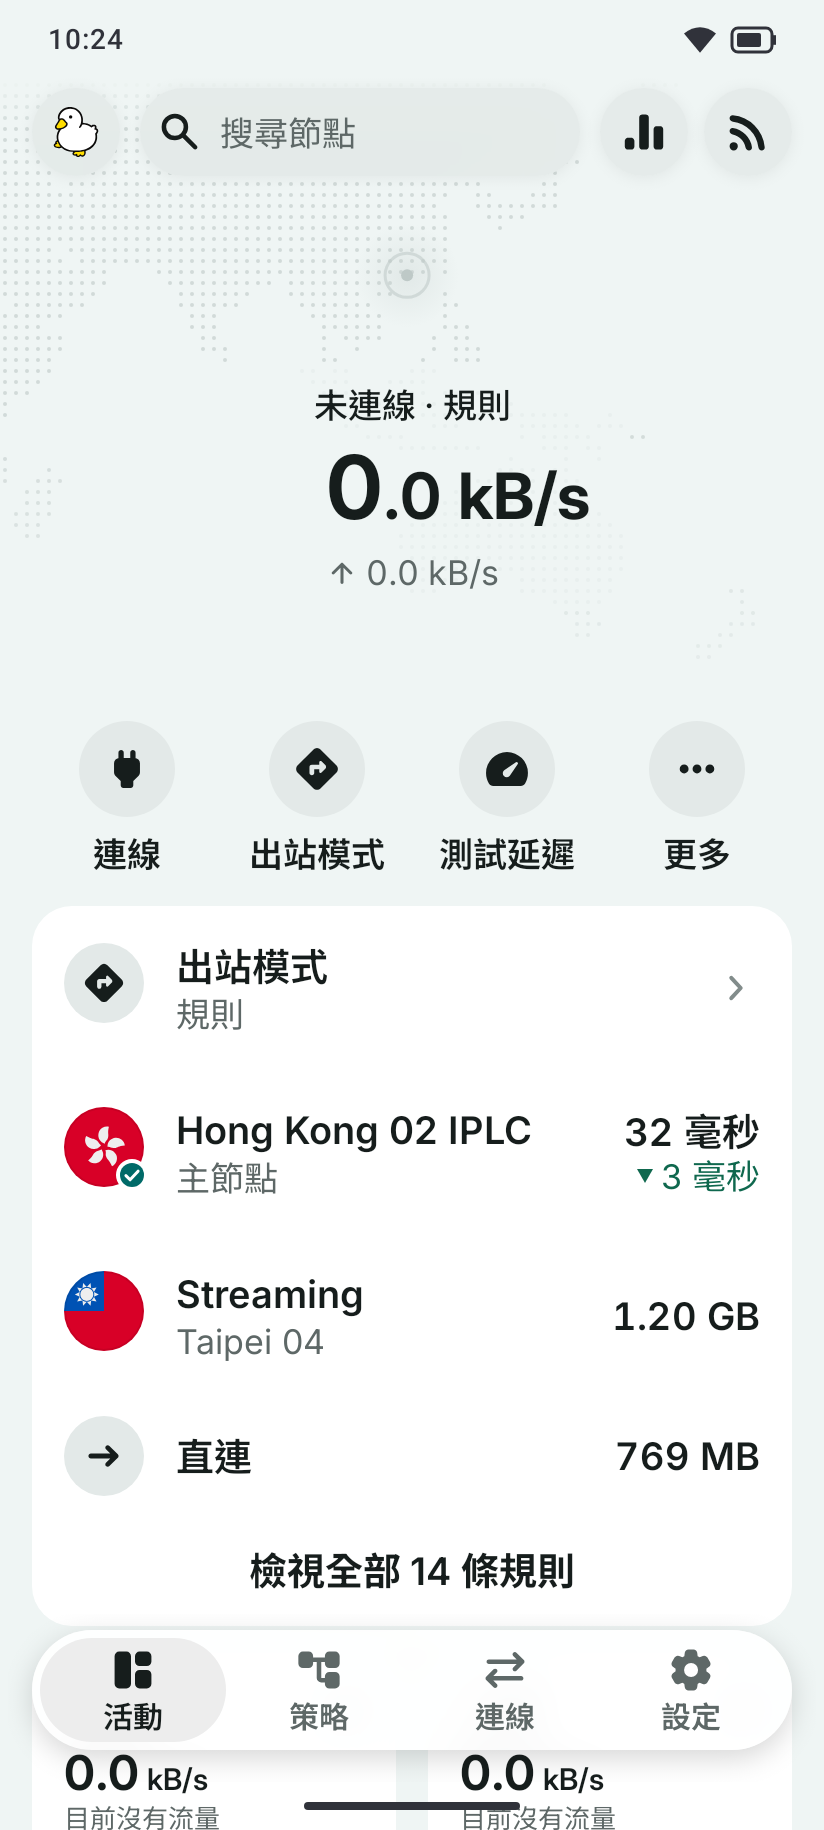 10:24
搜尋節點
未連線 · 規則
0.0 kB/s
↑ 0.0 kB/s
連線
出站模式
測試延遲
更多
出站模式
規則
Hong Kong 02 IPLC
32 毫秒
主節點
▼3 毫秒
Streaming
1.20 GB
Taipei 04
直連
769 MB
檢視全部 14 條規則
活動
策略
連線
設定
0.0 kB/s
0.0 kB/s
目前沒有流量
目前沒有流量